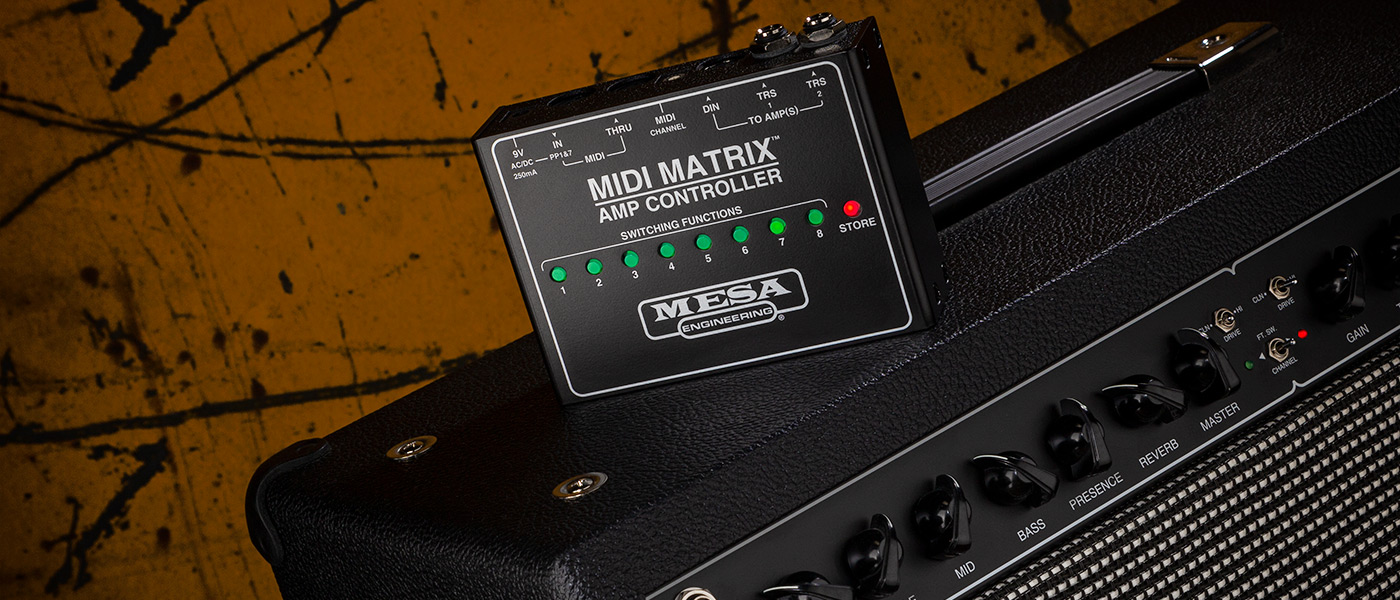 9V
AC/DC
250mA
IN
PP1&7
MIDI
THRU
MIDI
CHANNEL
DIN
TRS
1
TRS
2
TO AMP(S)
MIDI MATRIX™
AMP CONTROLLER
SWITCHING FUNCTIONS
1 2 3 4 5 6 7 8
STORE
MESA
ENGINEERING®
MID
BASS
PRESENCE
REVERB
MASTER
HI
DRIVE
CLN
DRIVE
FT. SW.
CHANNEL
GAIN